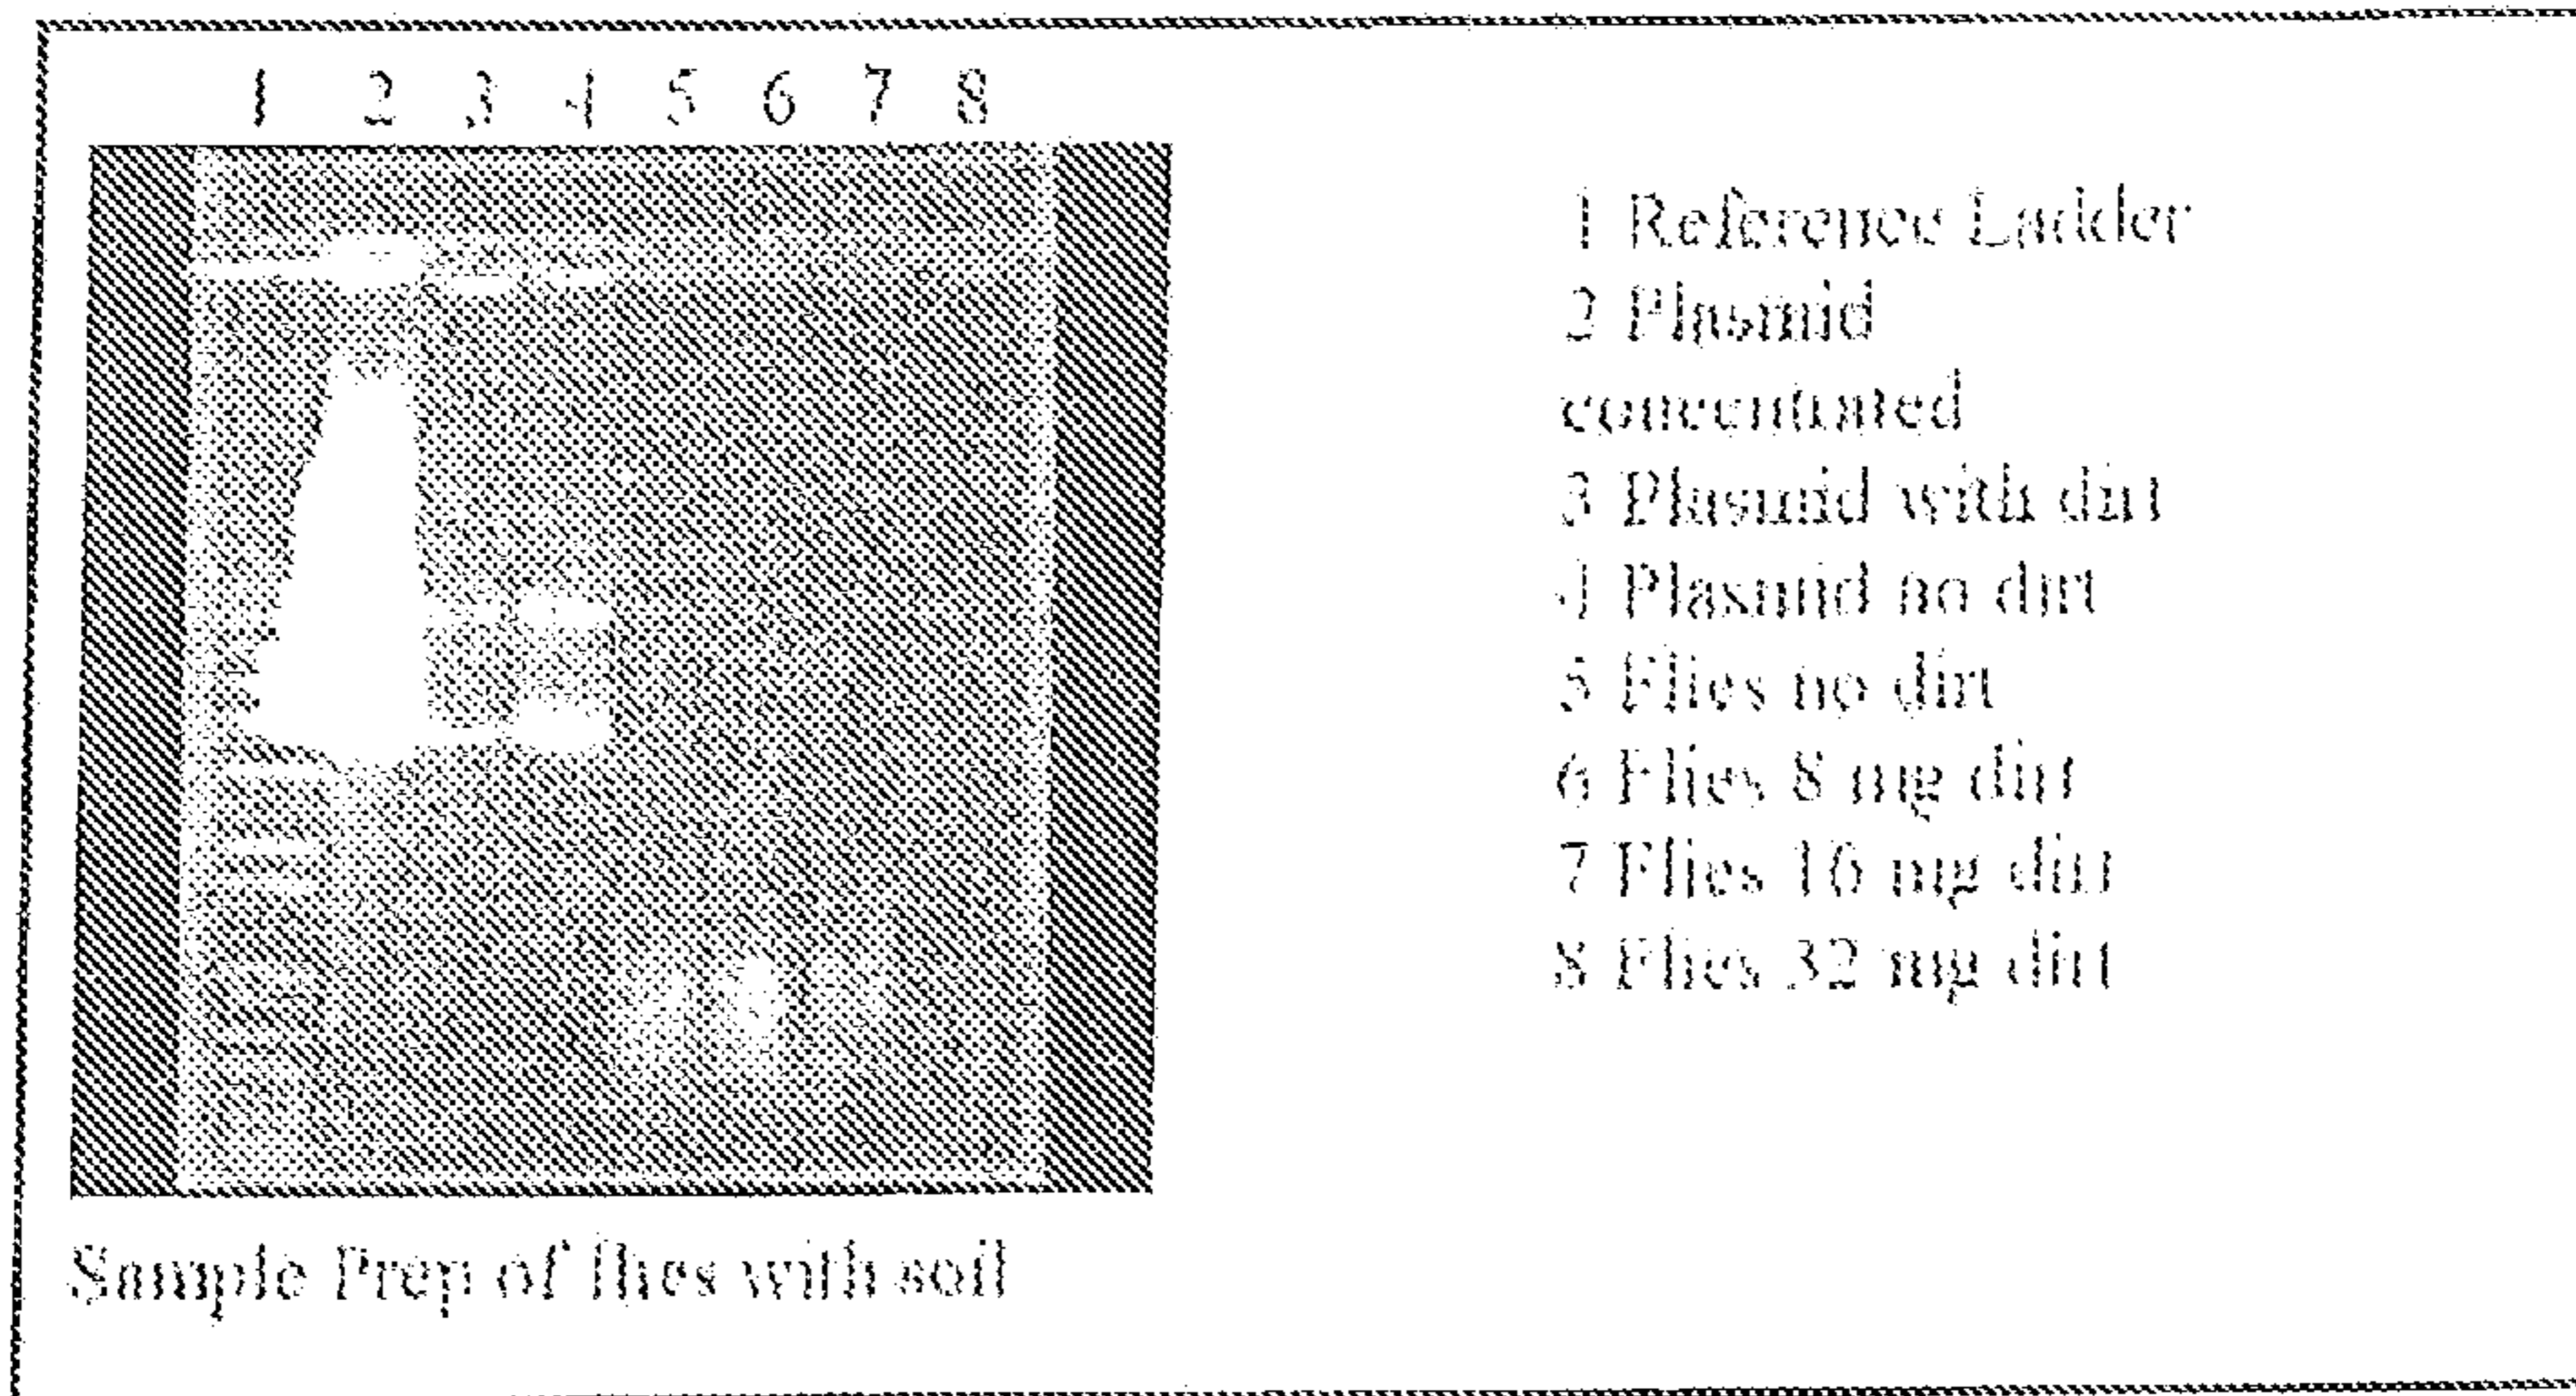 1 2 3 4 5 6 7 8
1 Reference Ladder
2 Plasmid
concentrated
3 Plasmid with dirt
4 Plasmid no dirt
5 Flies no dirt
6 Flies 8 mg dirt
7 Flies 16 mg dirt
8 Flies 32 mg dirt
Sample Prep of flies with soil